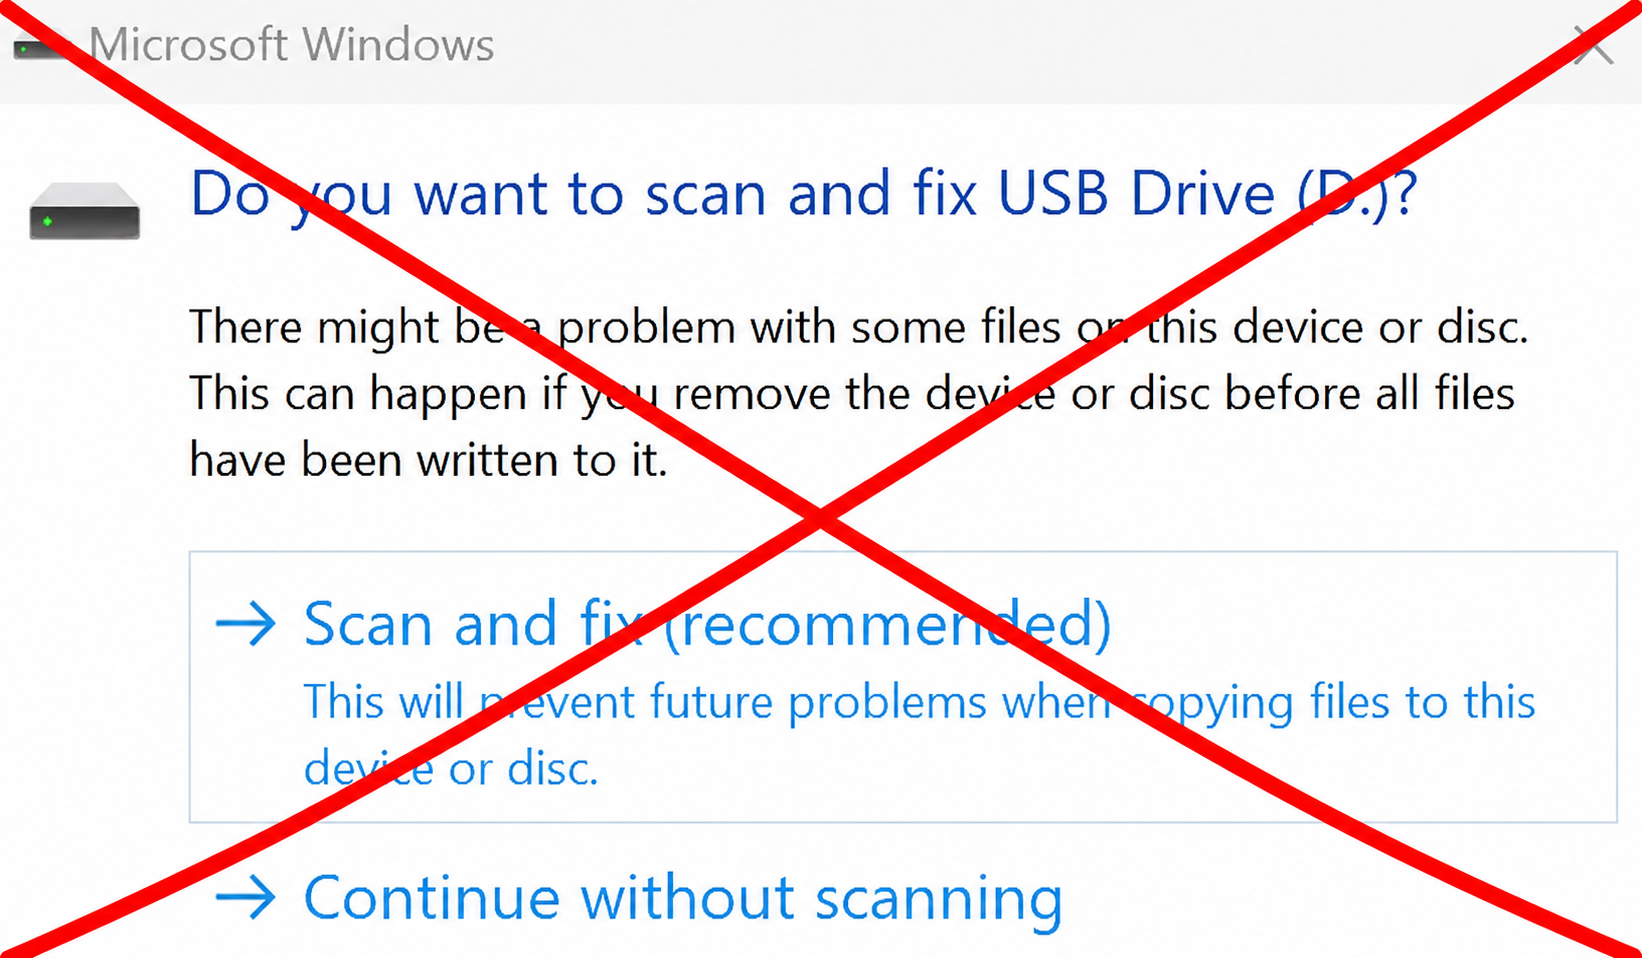 Microsoft Windows
Do you want to scan and fix USB Drive (D:)?
There might be a problem with some files on this device or disc.
This can happen if you remove the device or disc before all files
have been written to it.
Scan and fix (recommended)
This will prevent future problems when copying files to this
device or disc.
Continue without scanning